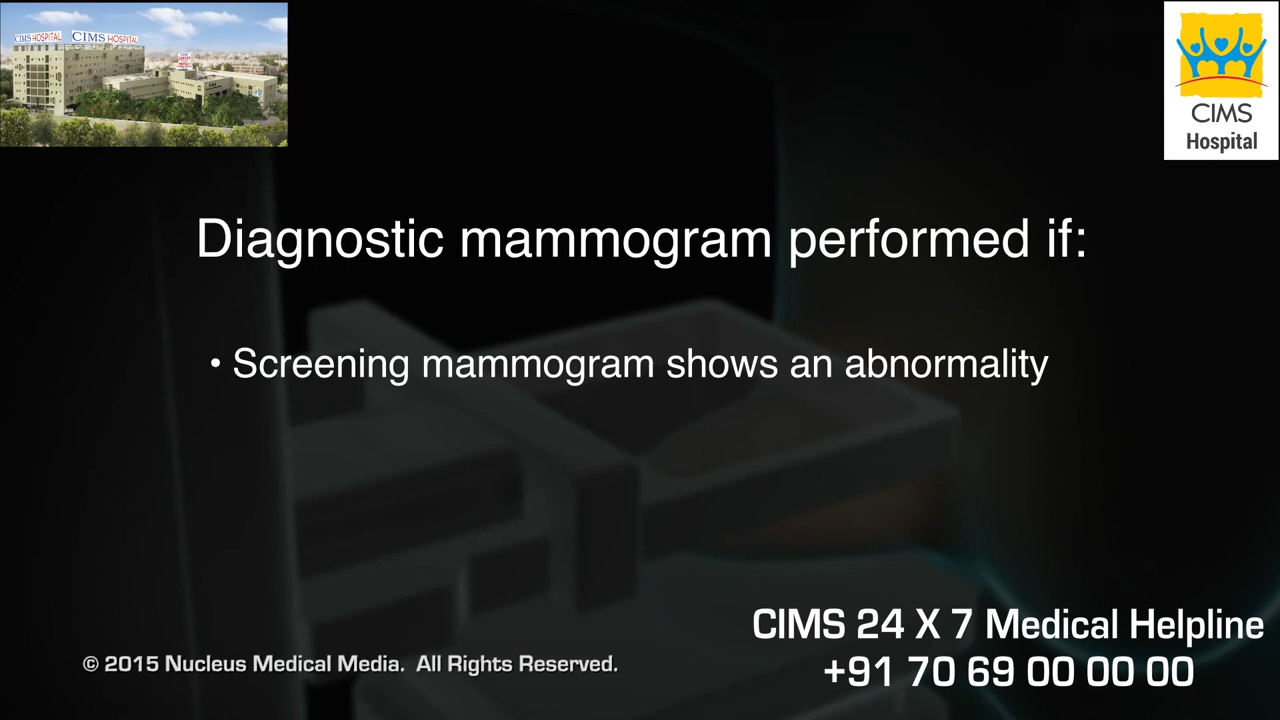 CIMS HOSPITAL CIMS HOSPITAL
CIMS
Hospital
Diagnostic mammogram performed if:
• Screening mammogram shows an abnormality
CIMS 24 X 7 Medical Helpline
+91 70 69 00 00 00
© 2015 Nucleus Medical Media. All Rights Reserved.